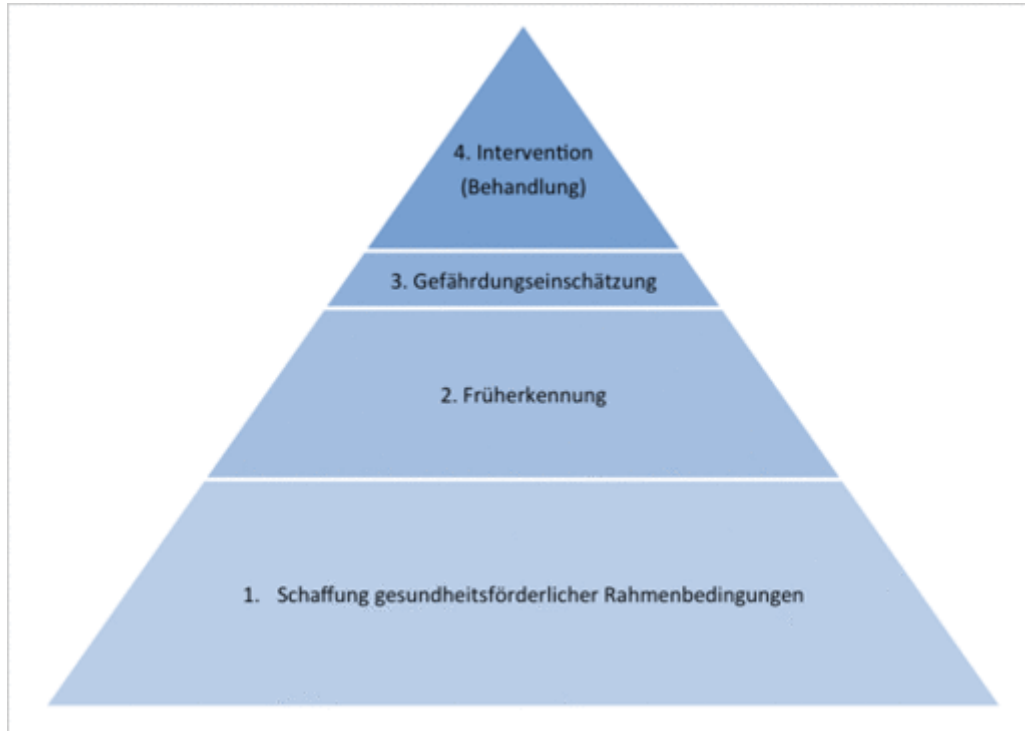 4. Intervention
(Behandlung)
3. Gefährdungseinschätzung
2. Früherkennung
1. Schaffung gesundheitsförderlicher Rahmenbedingungen